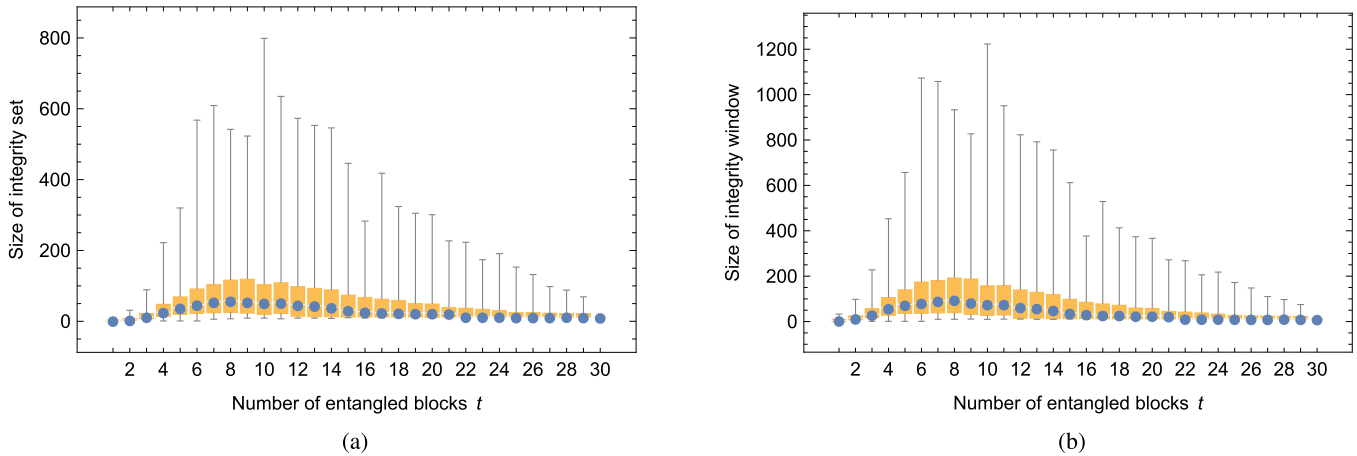 800
600
400
200
0
Size of integrity set
2 4 6 8 10 12 14 16 18 20 22 24 26 28 30
Number of entangled blocks t
(a)
1200
1000
800
600
400
200
0
Size of integrity window
2 4 6 8 10 12 14 16 18 20 22 24 26 28 30
Number of entangled blocks t
(b)